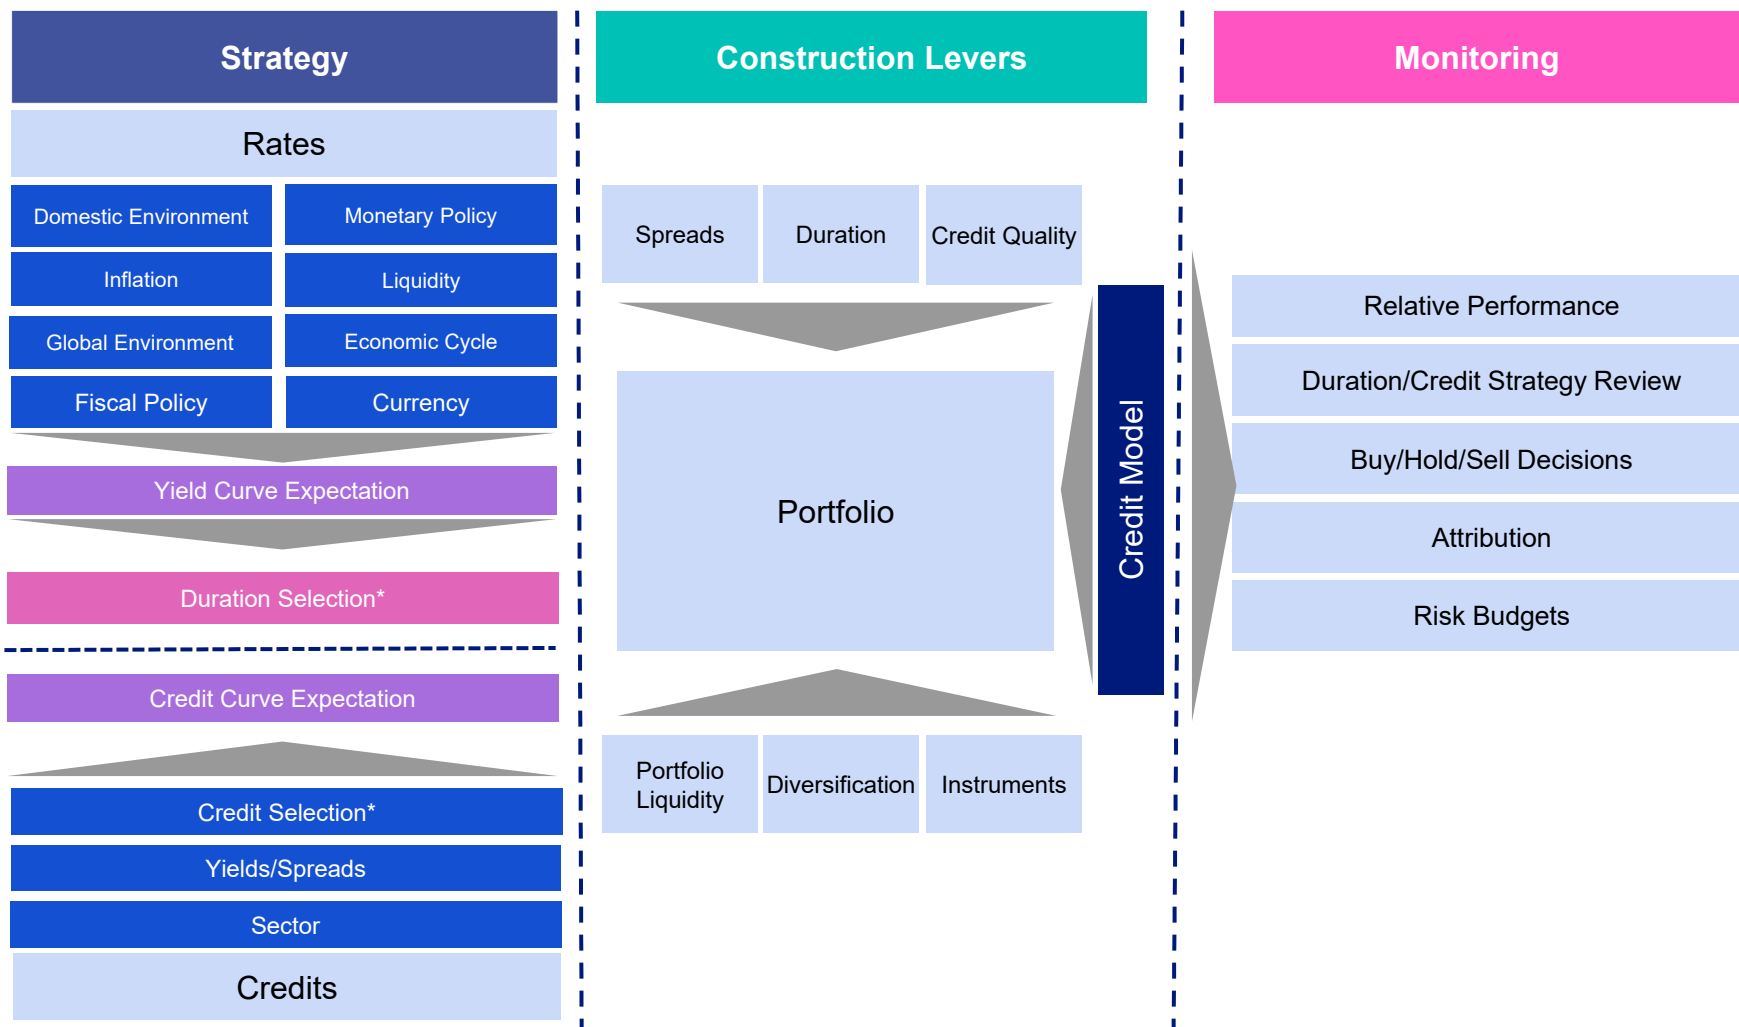 Strategy
Rates
Domestic Environment
Monetary Policy
Inflation
Liquidity
Global Environment
Economic Cycle
Fiscal Policy
Currency
Yield Curve Expectation
Duration Selection*
Credit Curve Expectation
Credit Selection*
Yields/Spreads
Sector
Credits
Construction Levers
Spreads
Duration
Credit Quality
Portfolio
Credit Model
Portfolio
Liquidity
Diversification
Instruments
Monitoring
Relative Performance
Duration/Credit Strategy Review
Buy/Hold/Sell Decisions
Attribution
Risk Budgets